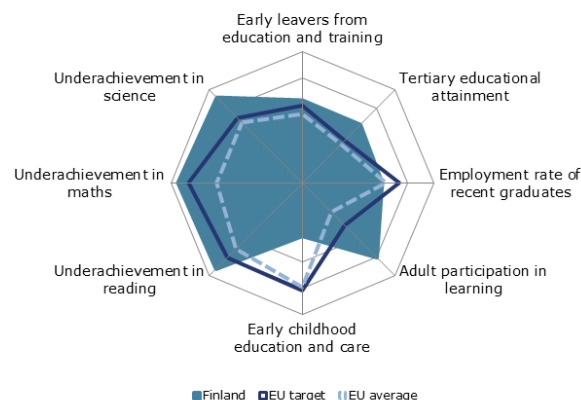 Early leavers from
education and training
Underachievement in
science
Tertiary educational
attainment
Underachievement in
maths
Employment rate of
recent graduates
Underachievement in
reading
Adult participation in
learning
Early childhood
education and care
Finland
EU target
EU average